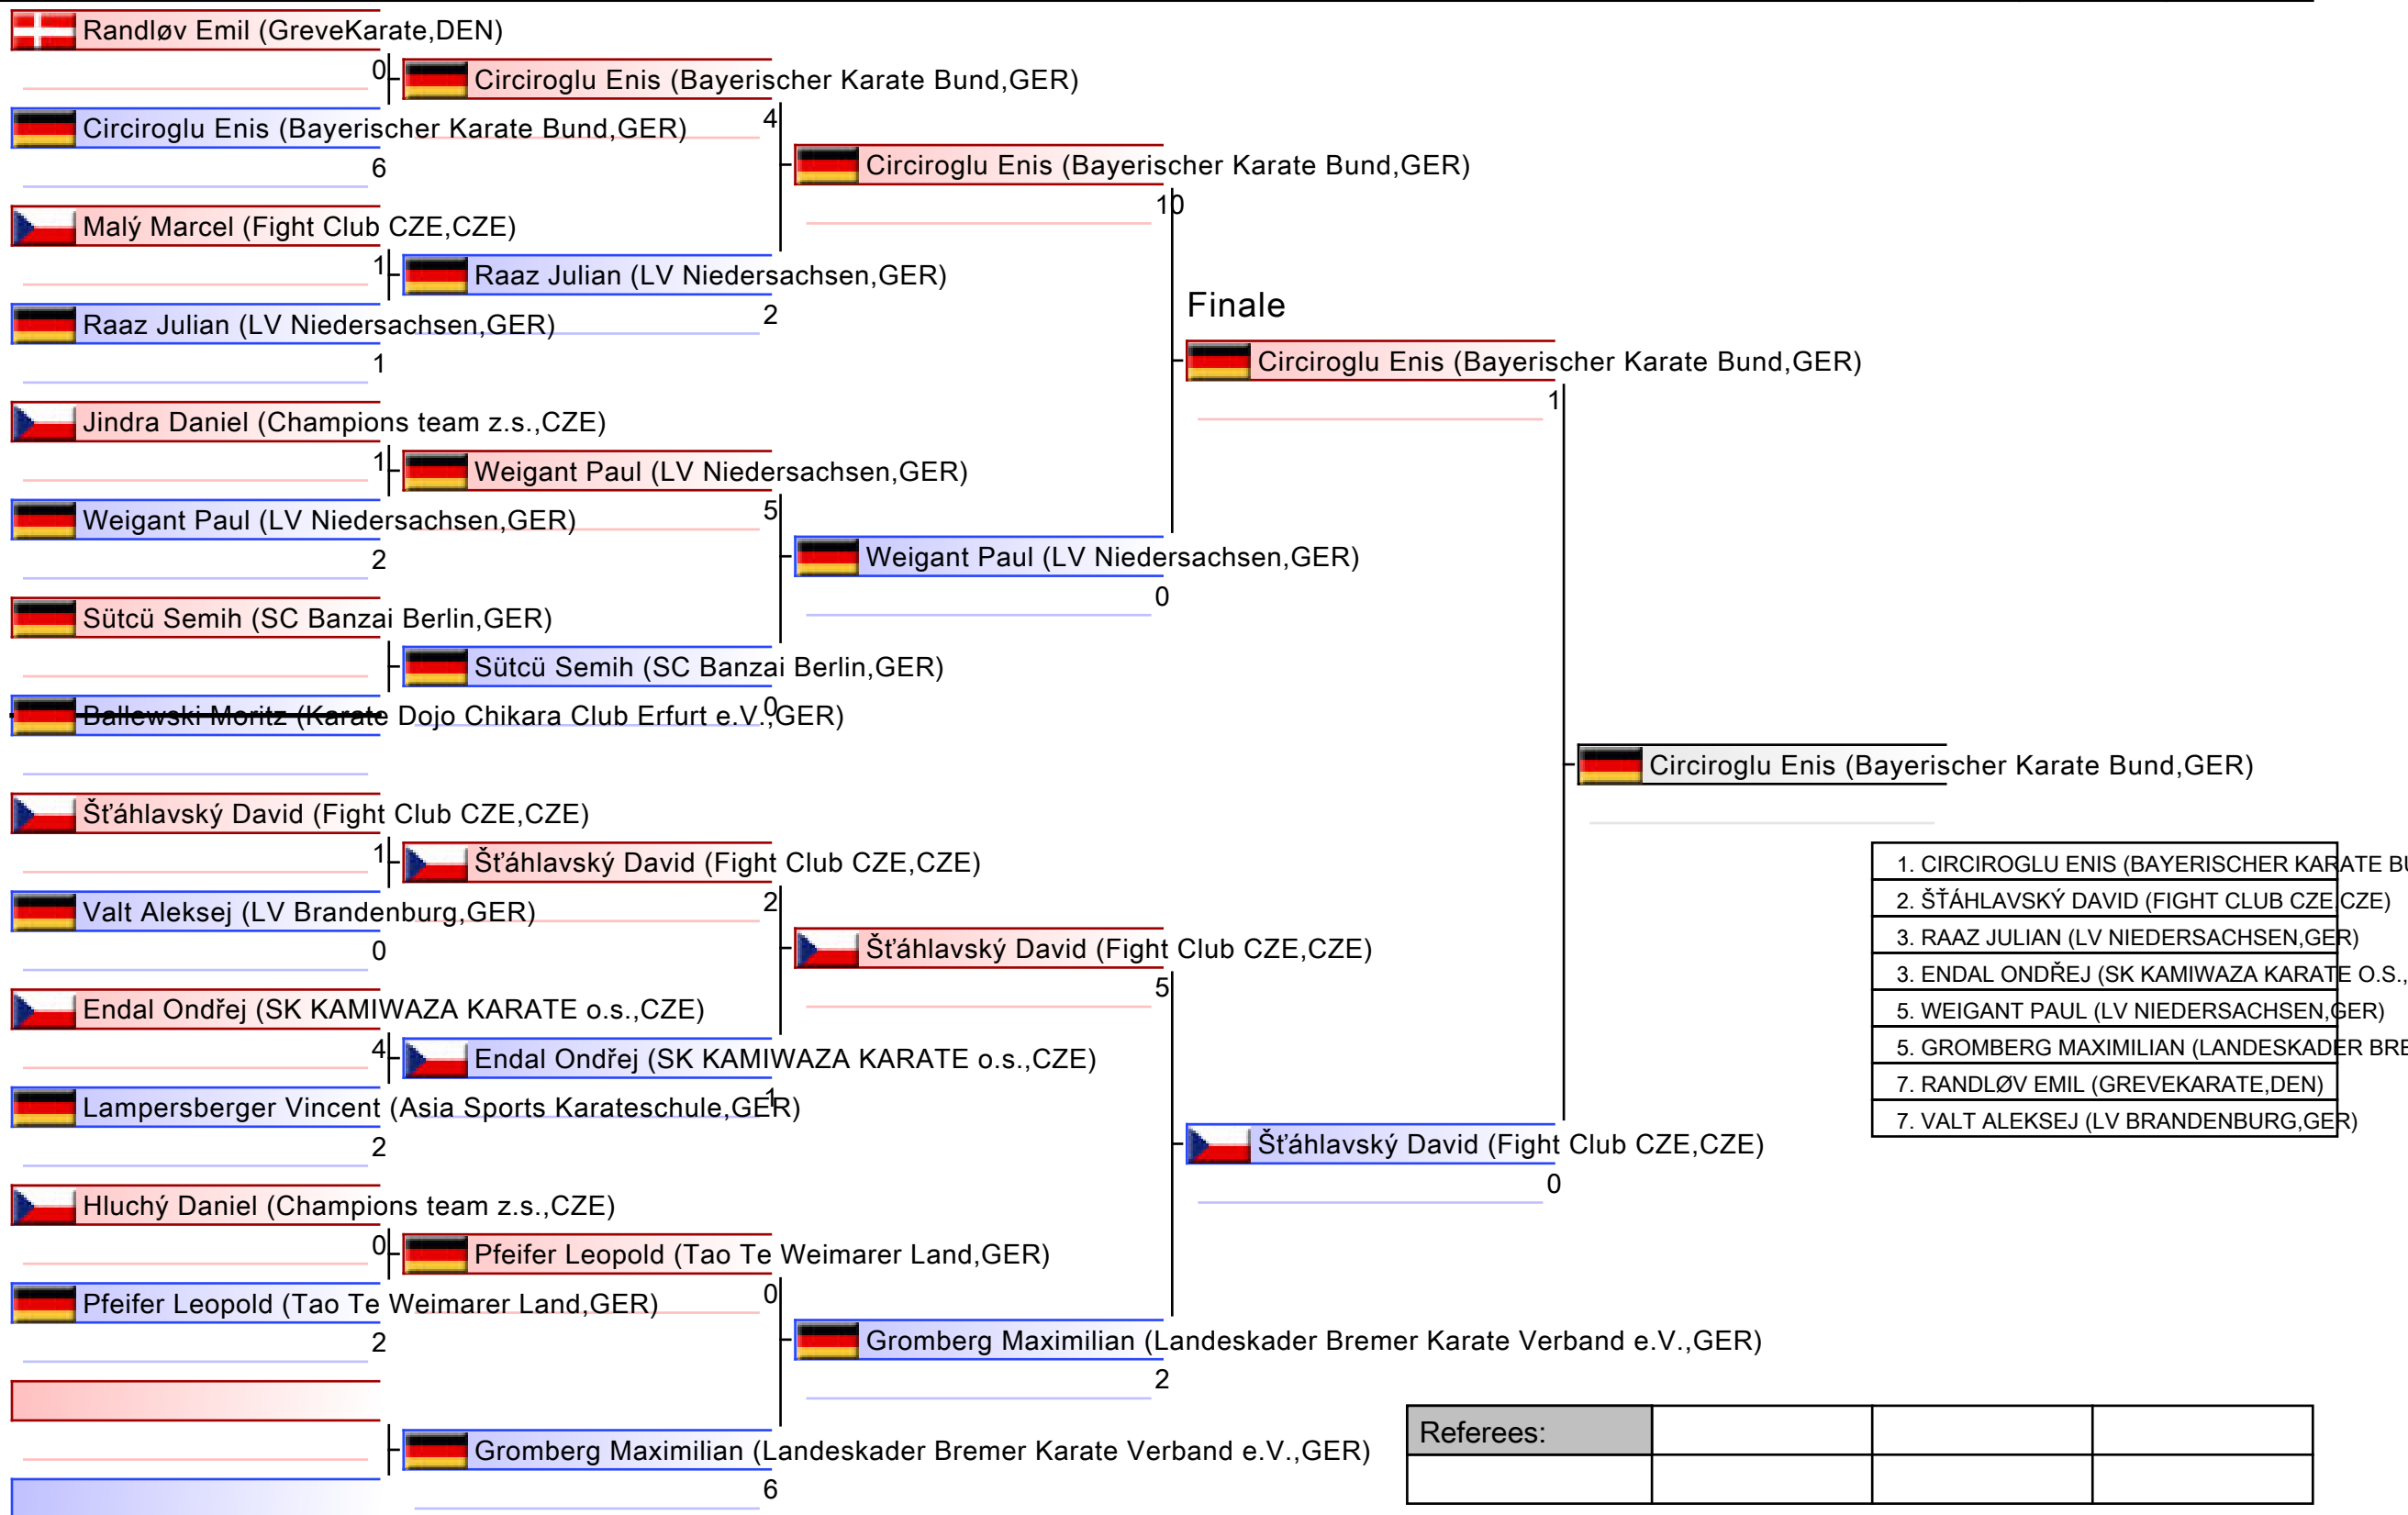 Randløv Emil (GreveKarate,DEN)
0
Circiroglu Enis (Bayerischer Karate Bund,GER)
6
Malý Marcel (Fight Club CZE,CZE)
1
Raaz Julian (LV Niedersachsen,GER)
1
Jindra Daniel (Champions team z.s.,CZE)
1
Weigant Paul (LV Niedersachsen,GER)
2
Sütcü Semih (SC Banzai Berlin,GER)
Ballewski Moritz (Karate Dojo Chikara Club Erfurt e.V.,GER)
Šťáhlavský David (Fight Club CZE,CZE)
1
Valt Aleksej (LV Brandenburg,GER)
0
Endal Ondřej (SK KAMIWAZA KARATE o.s.,CZE)
4
Lampersberger Vincent (Asia Sports Karateschule,GER)
2
Hluchý Daniel (Champions team z.s.,CZE)
0
Pfeifer Leopold (Tao Te Weimarer Land,GER)
2
Circiroglu Enis (Bayerischer Karate Bund,GER)
4
Raaz Julian (LV Niedersachsen,GER)
2
Weigant Paul (LV Niedersachsen,GER)
5
Sütcü Semih (SC Banzai Berlin,GER)
0
Šťáhlavský David (Fight Club CZE,CZE)
2
Endal Ondřej (SK KAMIWAZA KARATE o.s.,CZE)
1
Pfeifer Leopold (Tao Te Weimarer Land,GER)
0
Gromberg Maximilian (Landeskader Bremer Karate Verband e.V.,GER)
6
Circiroglu Enis (Bayerischer Karate Bund,GER)
10
Weigant Paul (LV Niedersachsen,GER)
0
Šťáhlavský David (Fight Club CZE,CZE)
5
Gromberg Maximilian (Landeskader Bremer Karate Verband e.V.,GER)
2
Finale
Circiroglu Enis (Bayerischer Karate Bund,GER)
1
Šťáhlavský David (Fight Club CZE,CZE)
0
Circiroglu Enis (Bayerischer Karate Bund,GER)
1. CIRCIROGLU ENIS (BAYERISCHER KARATE BU
2. ŠŤÁHLAVSKÝ DAVID (FIGHT CLUB CZE,CZE)
3. RAAZ JULIAN (LV NIEDERSACHSEN,GER)
3. ENDAL ONDŘEJ (SK KAMIWAZA KARATE O.S.,
5. WEIGANT PAUL (LV NIEDERSACHSEN,GER)
5. GROMBERG MAXIMILIAN (LANDESKADER BRE
7. RANDLØV EMIL (GREVEKARATE,DEN)
7. VALT ALEKSEJ (LV BRANDENBURG,GER)
Referees: